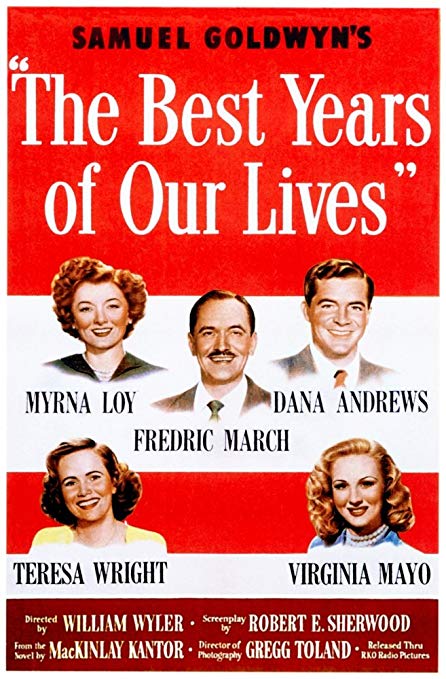 SAMUEL GOLDWYN'S
"The Best Years
of Our Lives"
MYRNA LOY
DANA ANDREWS
FREDRIC MARCH
TERESA WRIGHT
VIRGINIA MAYO
Directed by WILLIAM WYLER · Screenplay by ROBERT E. SHERWOOD
From the Novel by MacKINLAY KANTOR · Director of Photography GREGG TOLAND · Released Thru RKO Radio Pictures